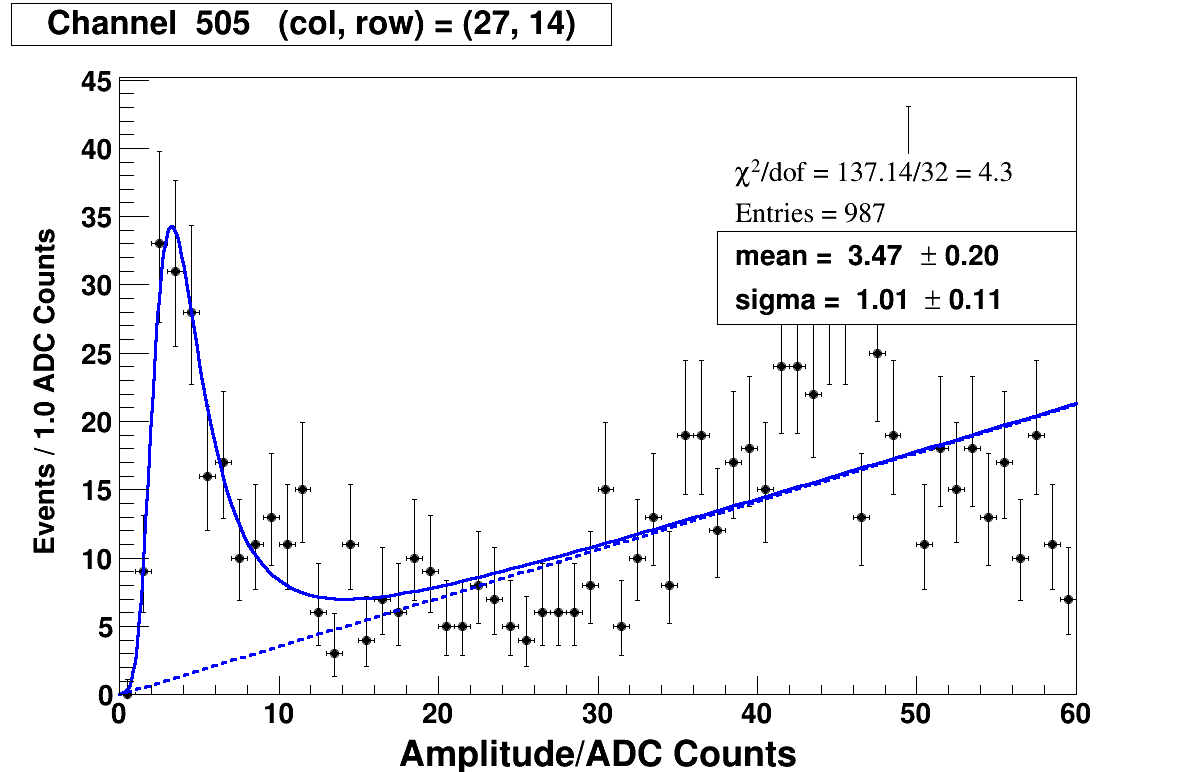 Channel 505 (col, row) = (27, 14)
45
40
35
30
25
20
15
10
5
0
Events / 1.0 ADC Counts
χ²/dof = 137.14/32 = 4.3
Entries = 987
mean = 3.47 ± 0.20
sigma = 1.01 ± 0.11
0 10 20 30 40 50 60
Amplitude/ADC Counts